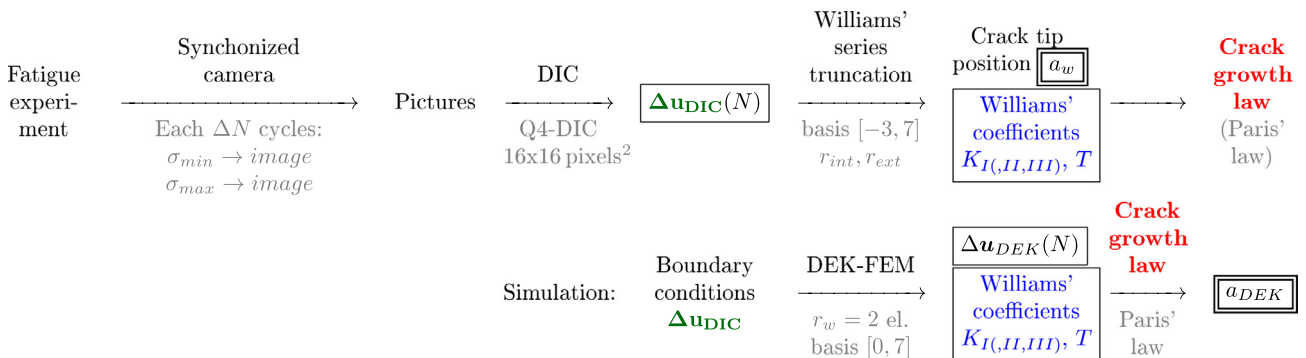 Fatigue
experi-
ment
Synchonized
camera
Each ΔN cycles:
σ_min → image
σ_max → image
Pictures
DIC
Q4-DIC
16x16 pixels²
Δu_DIC(N)
Williams’
series
truncation
basis [−3, 7]
r_int, r_ext
Crack tip
position a_w
Williams’
coefficients
K_I(,II,III), T
Crack
growth
law
(Paris’
law)
Simulation:
Boundary
conditions
Δu_DIC
DEK-FEM
r_w = 2 el.
basis [0, 7]
Δu_DEK(N)
Williams’
coefficients
K_I(,II,III), T
Crack
growth
law
Paris’
law
a_DEK